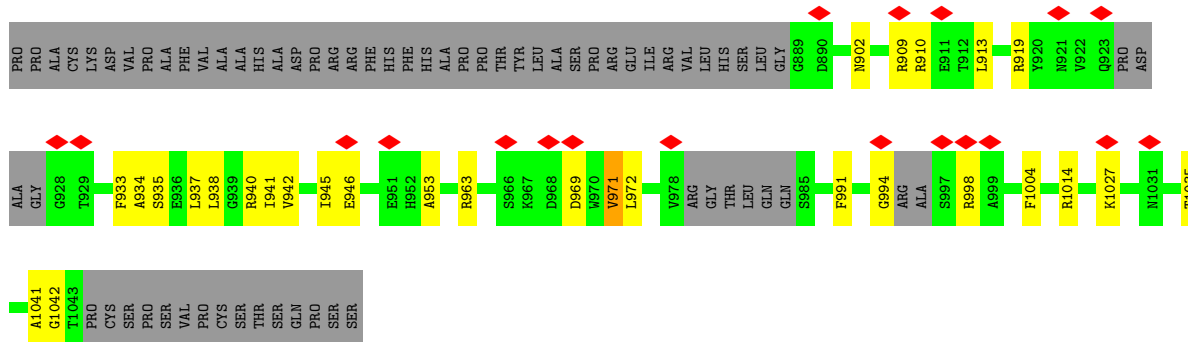 PRO PRO ALA CYS LYS ASP VAL PRO ALA PHE VAL ALA ALA HIS ALA ASP PRO ARG ARG PHE HIS PHE HIS ALA PRO PRO THR TYR LEU ALA SER PRO ARG GLU ILE ARG VAL LEU HIS SER LEU GLY G889 D890 N902 R909 R910 E911 T912 L913 R919 Y920 N921 V922 Q923 PRO ASP
ALA GLY G928 T929 F933 A934 S935 E936 L937 L938 G939 R940 I941 V942 I945 E946 E951 H952 A953 R963 S966 K967 D968 D969 W970 V971 L972 V978 ARG GLY THR LEU GLN GLN S985 F991 G994 ARG ALA S997 R998 A999 F1004 R1014 K1027 N1031
A1041 G1042 T1043 PRO CYS SER PRO SER VAL PRO CYS SER THR SER GLN PRO SER SER